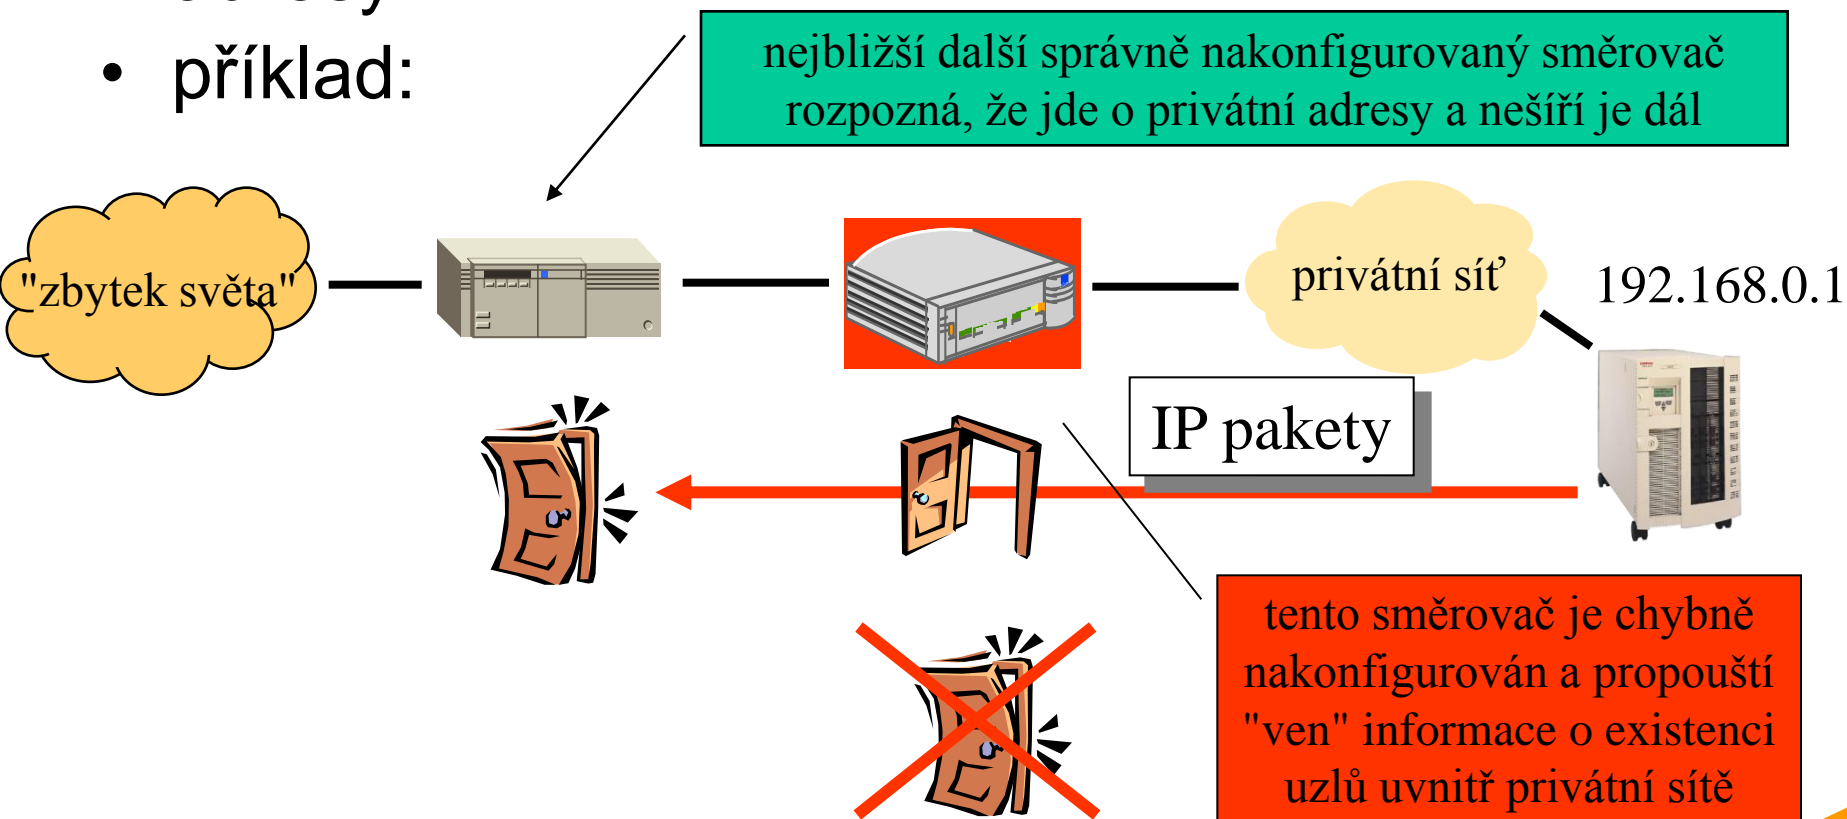 • příklad:
nejbližší další správně nakonfigurovaný směrovač
rozpozná, že jde o privátní adresy a nešíří je dál
"zbytek světa"
privátní síť
192.168.0.1
IP pakety
tento směrovač je chybně
nakonfigurován a propouští
"ven" informace o existenci
uzlů uvnitř privátní sítě